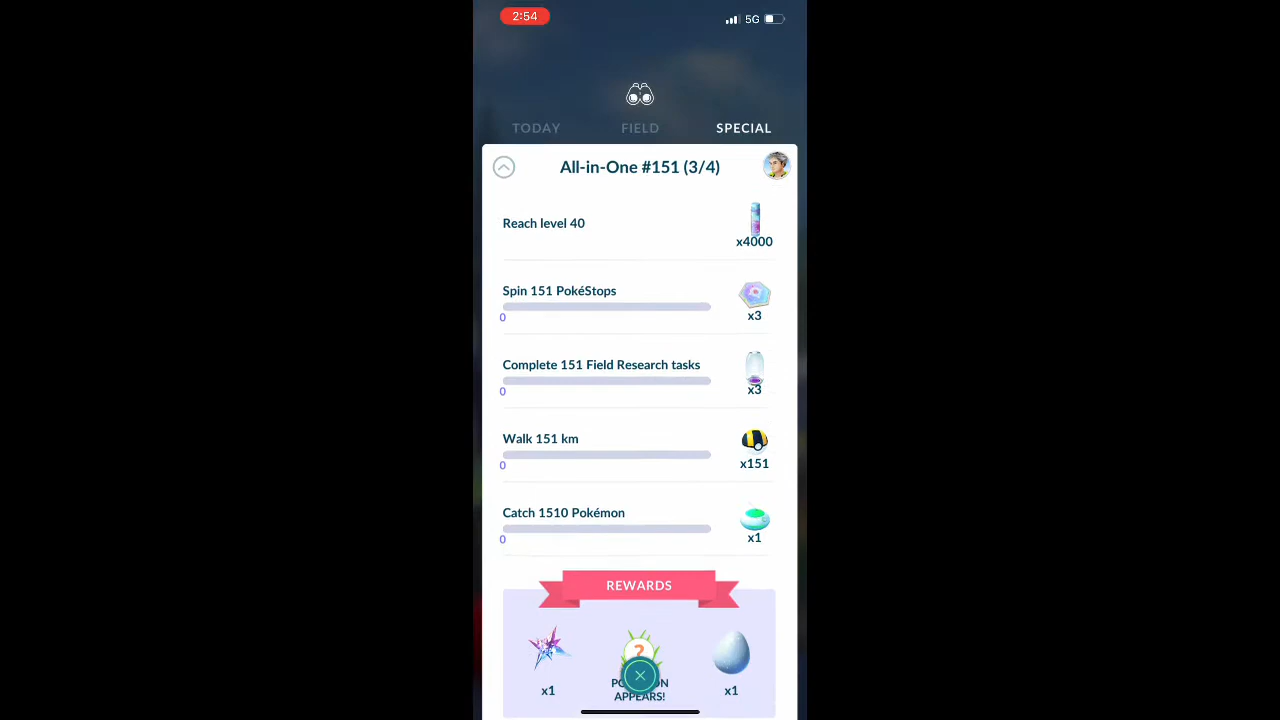 2:54
5G
TODAY FIELD SPECIAL
All-in-One #151 (3/4)
Reach level 40
x4000
Spin 151 PokéStops
0
x3
Complete 151 Field Research tasks
0
x3
Walk 151 km
0
x151
Catch 1510 Pokémon
0
x1
REWARDS
?
x1
APPEARS!
x1